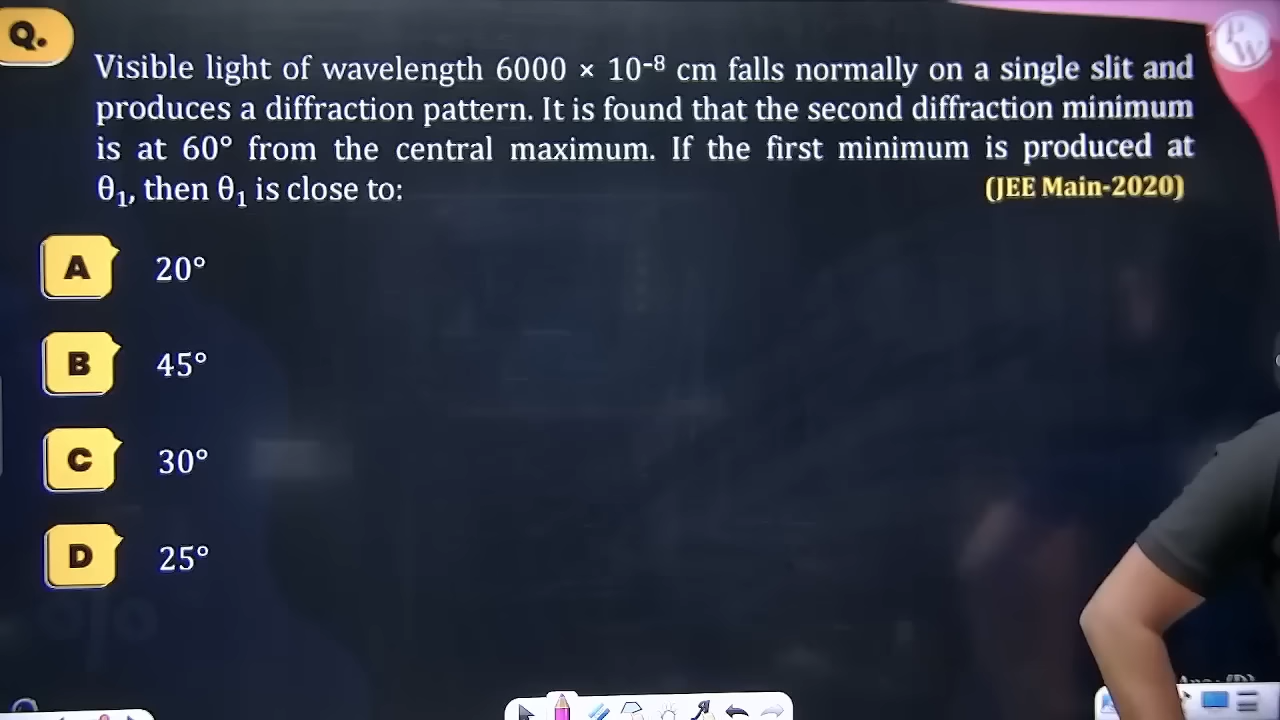 Q.
PW
Visible light of wavelength 6000 × 10⁻⁸ cm falls normally on a single slit and
produces a diffraction pattern. It is found that the second diffraction minimum
is at 60° from the central maximum. If the first minimum is produced at
θ₁, then θ₁ is close to:
(JEE Main-2020)
A 20°
B 45°
C 30°
D 25°